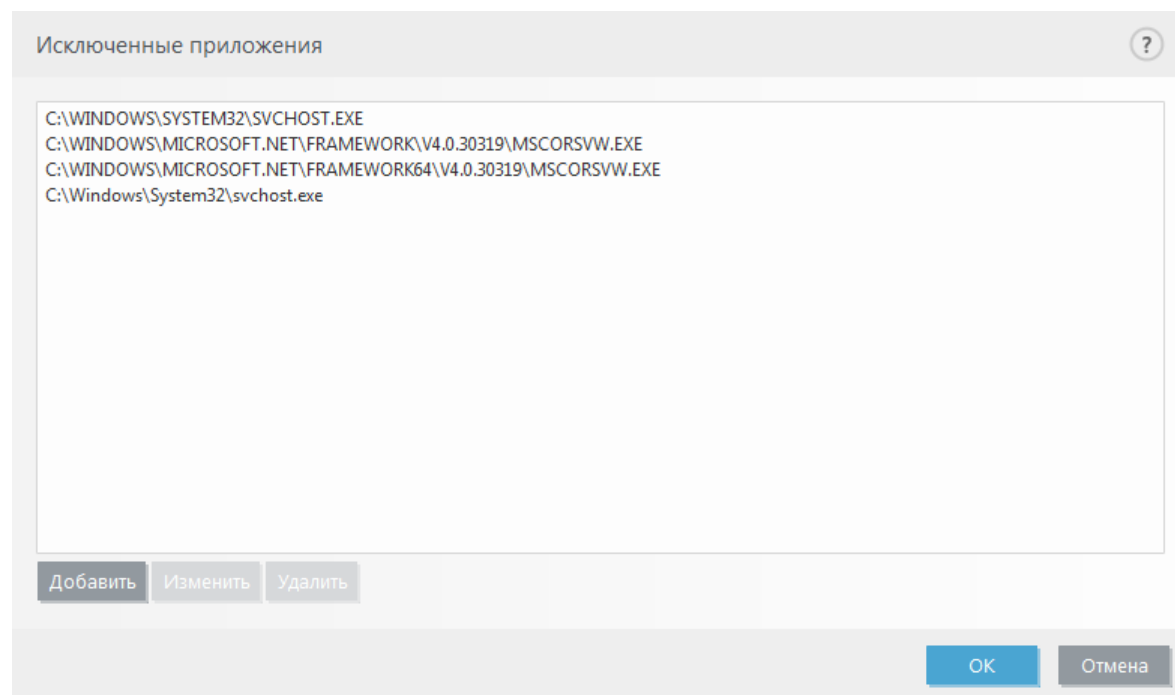 Исключенные приложения
?
C:\WINDOWS\SYSTEM32\SVCHOST.EXE
C:\WINDOWS\MICROSOFT.NET\FRAMEWORK\V4.0.30319\MSCORSVW.EXE
C:\WINDOWS\MICROSOFT.NET\FRAMEWORK64\V4.0.30319\MSCORSVW.EXE
C:\Windows\System32\svchost.exe
Добавить Изменить Удалить
OK Отмена